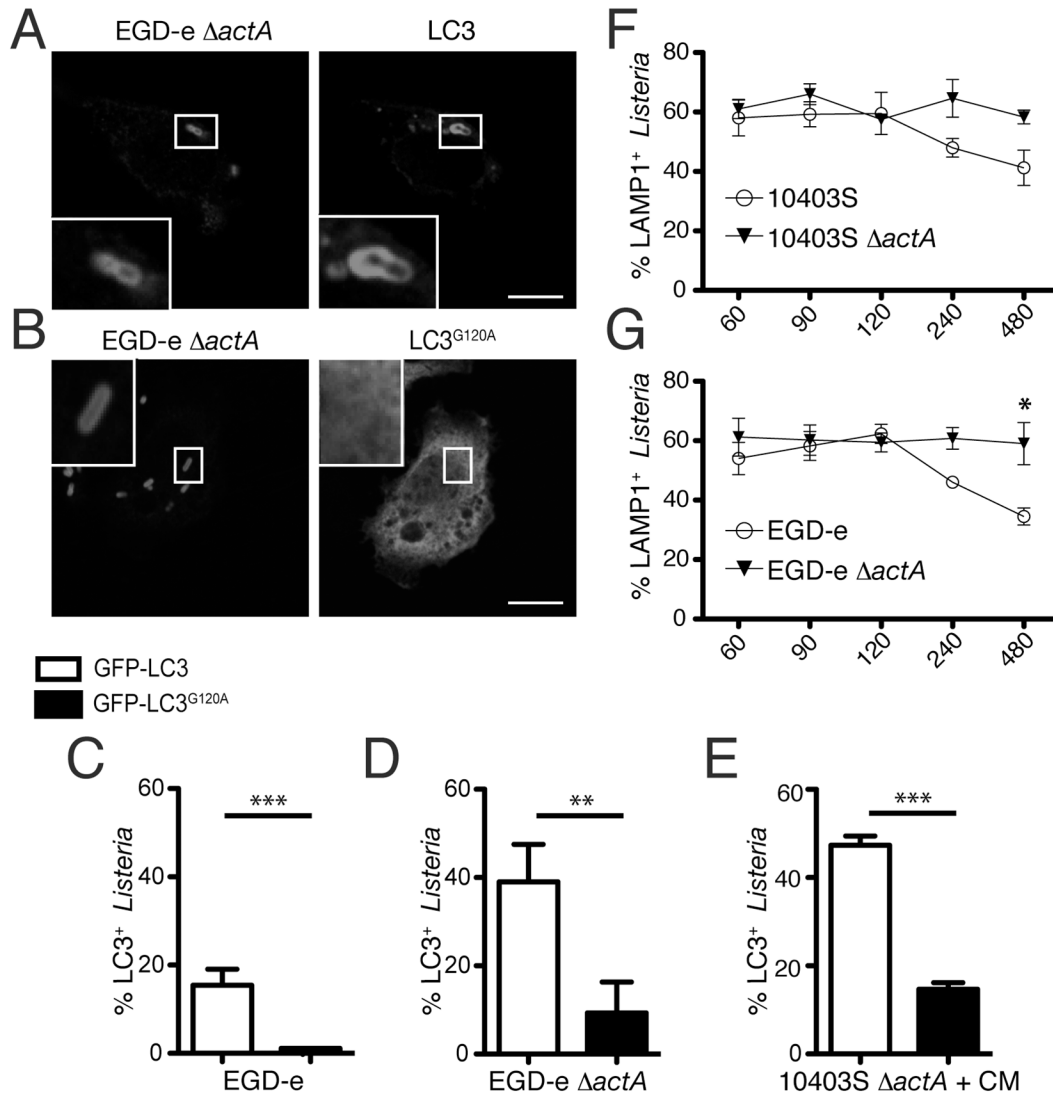 A
EGD-e ΔactA
LC3
B
EGD-e ΔactA
LC3G120A
GFP-LC3
GFP-LC3G120A
F
% LAMP1+ Listeria
80
60
40
20
0
10403S
10403S ΔactA
60 90 120 240 480
G
% LAMP1+ Listeria
80
60
40
20
0
*
EGD-e
EGD-e ΔactA
60 90 120 240 480
C
% LC3+ Listeria
60
40
20
0
***
EGD-e
D
% LC3+ Listeria
60
40
20
0
**
EGD-e ΔactA
E
% LC3+ Listeria
60
40
20
0
***
10403S ΔactA + CM